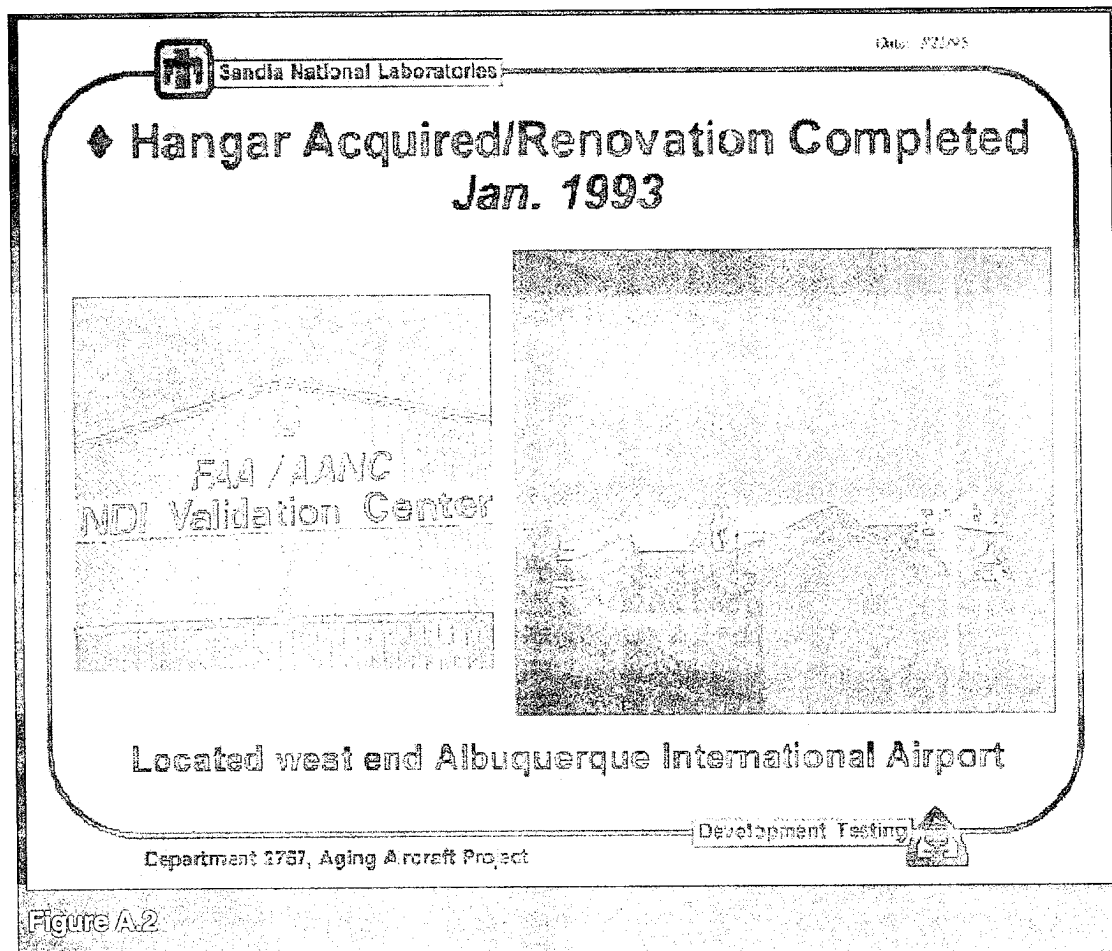 Sandia National Laboratories
◆ Hangar Acquired/Renovation Completed
Jan. 1993
FAA / AANC
NDI Validation Center
Located west end Albuquerque International Airport
Development Testing
Department 2757, Aging Aircraft Project
Figure A.2